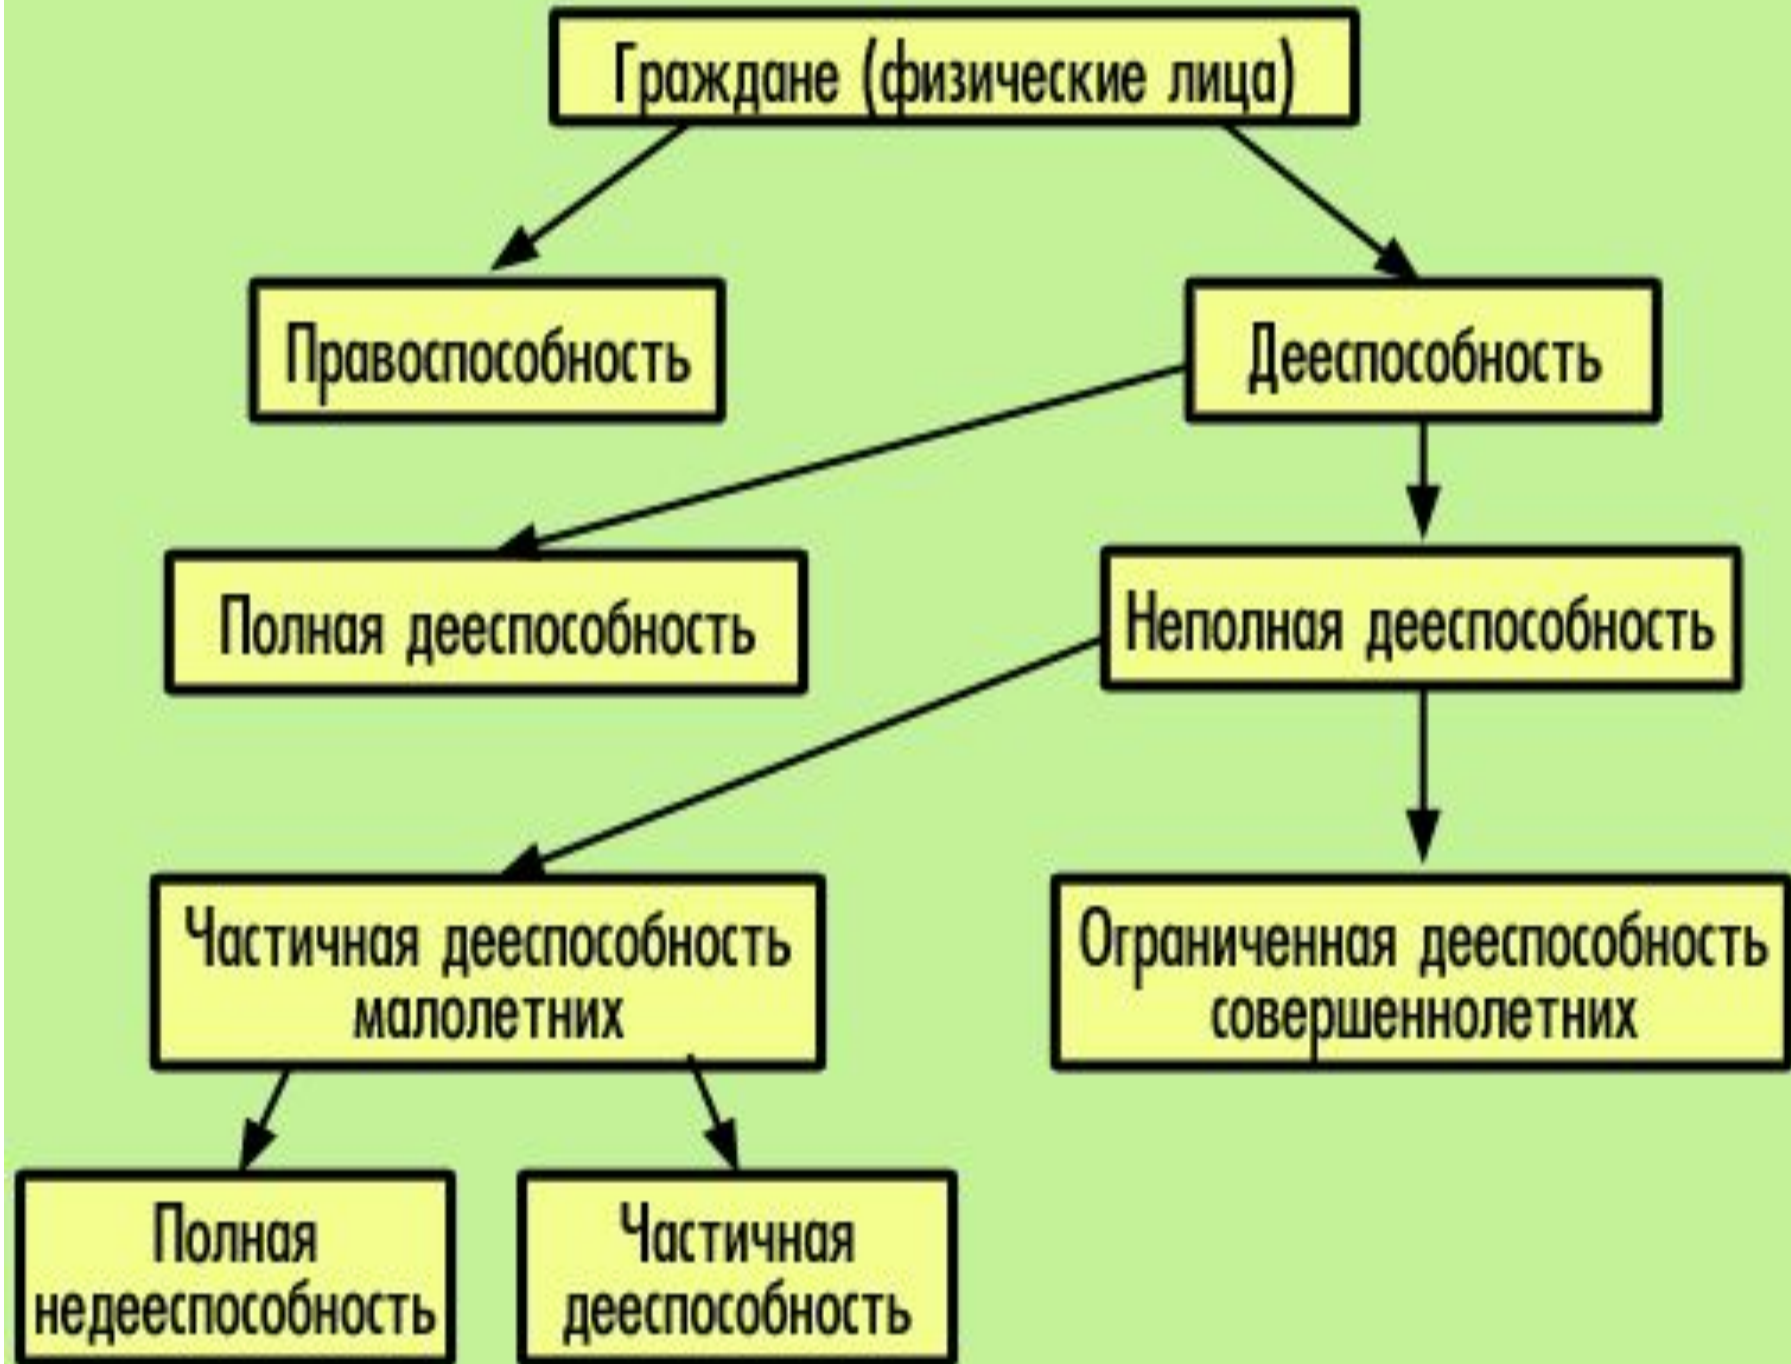 Граждане (физические лица)
Правоспособность
Дееспособность
Полная дееспособность
Неполная дееспособность
Частичная дееспособность
малолетних
Ограниченная дееспособность
совершеннолетних
Полная
недееспособность
Частичная
дееспособность